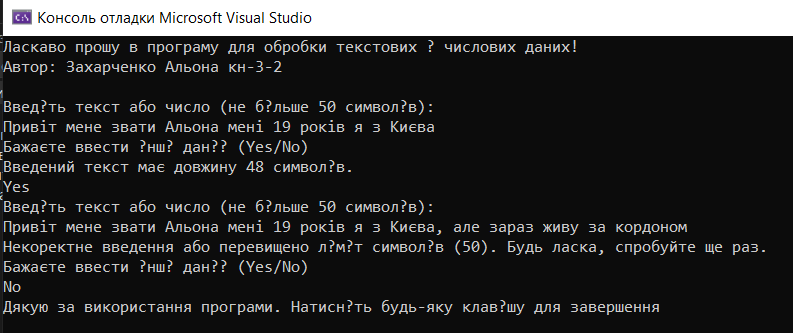 Консоль отладки Microsoft Visual Studio
Ласкаво прошу в програму для обробки текстових ? числових даних!
Автор: Захарченко Альона кн-3-2
Введ?ть текст або число (не б?льше 50 символ?в):
Привіт мене звати Альона мені 19 років я з Києва
Бажаєте ввести ?нш? дан?? (Yes/No)
Введений текст має довжину 48 символ?в.
Yes
Введ?ть текст або число (не б?льше 50 символ?в):
Привіт мене звати Альона мені 19 років я з Києва, але зараз живу за кордоном
Некоректне введення або перевищено л?м?т символ?в (50). Будь ласка, спробуйте ще раз.
Бажаєте ввести ?нш? дан?? (Yes/No)
No
Дякую за використання програми. Натисн?ть будь-яку клав?шу для завершення